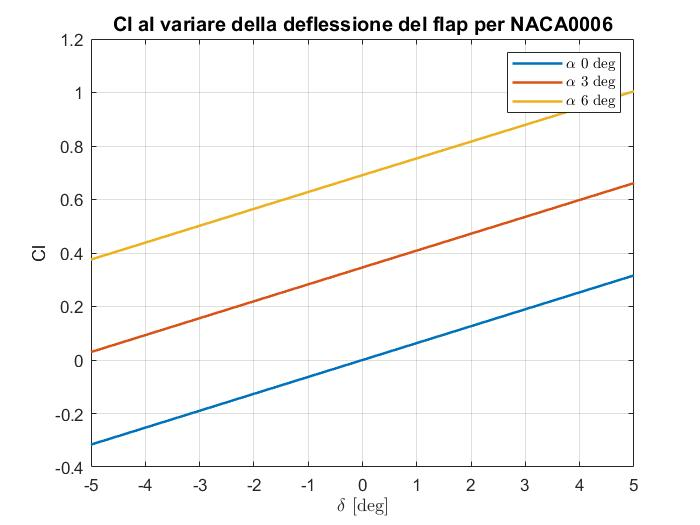 Cl al variare della deflessione del flap per NACA0006
α 0 deg
α 3 deg
α 6 deg
1.2
1
0.8
0.6
0.4
0.2
0
-0.2
-0.4
Cl
-5 -4 -3 -2 -1 0 1 2 3 4 5
δ [deg]